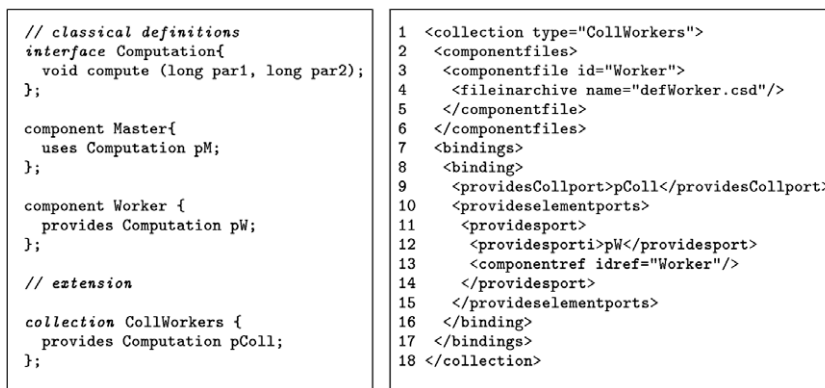 // classical definitions
interface Computation{
  void compute (long par1, long par2);
};

component Master{
  uses Computation pM;
};

component Worker {
  provides Computation pW;
};

// extension

collection CollWorkers {
  provides Computation pColl;
};

1 <collection type="CollWorkers">
2  <componentfiles>
3   <componentfile id="Worker">
4    <fileinarchive name="defWorker.csd"/>
5   </componentfile>
6  </componentfiles>
7  <bindings>
8   <binding>
9    <providesCollport>pColl</providesCollport>
10    <provideselementports>
11     <providesport>
12      <providesporti>pW</providesport>
13      <componentref idref="Worker"/>
14     </providesport>
15    </provideselementports>
16   </binding>
17  </bindings>
18 </collection>